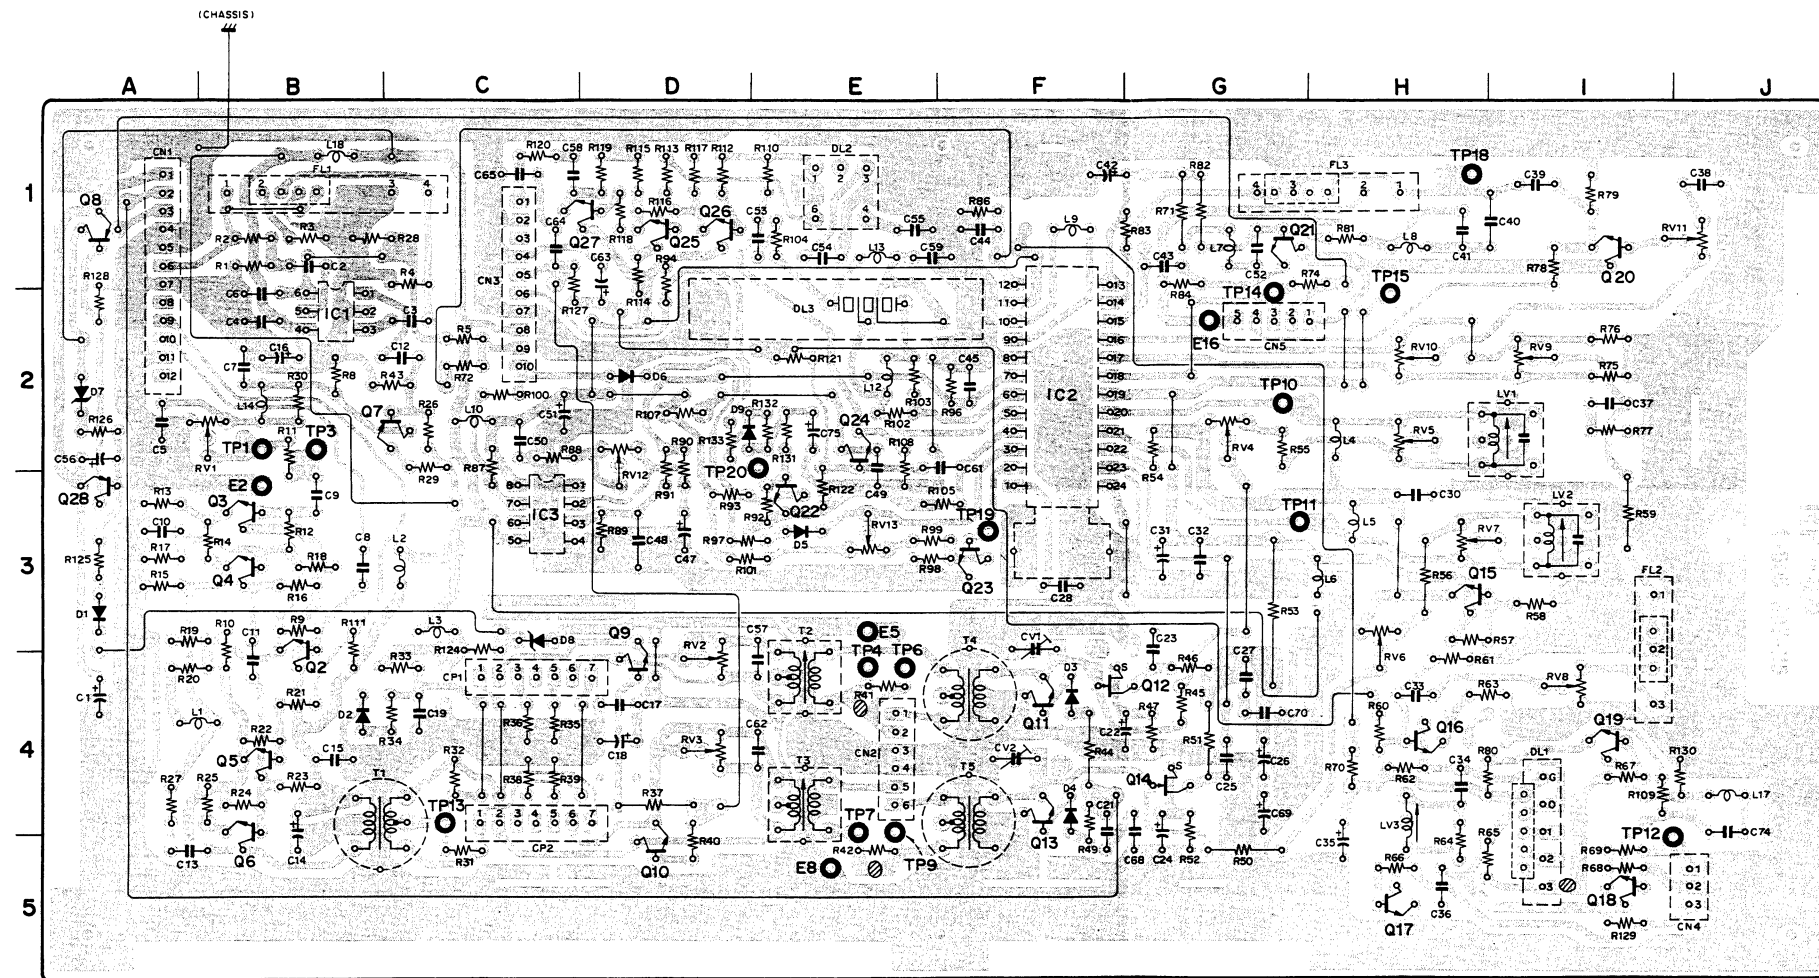 (CHASSIS)
A B C D E F G H I J
1
CN1 L18 FL1 R120 C58 R119 R115 R113 R117 R112 R110 DL2 C42 R82 FL3 TP18 C38
Q8 1 2 3 4 C65 R116 Q26 C53 C55 R86 L9 R71 4 3 2 1 C39 R79
R2 R3 R28 C64 Q27 R118 Q25 R104 C54 L13 C59 C44 R83 L7 Q21 R81 L8 C40 RV11
R128 R1 C2 R4 CN3 C63 R94 C43 C52 R74 TP15 C41 R78 Q20
C6 IC1 R127 R114 DL3 R84 TP14
C4 C3 R5 E16 CN5 R76
2
C7 C16 R8 C12 R72 R121 C45 RV10 RV9
D7 R30 R43 D6 L12 R96 IC2 TP10 R75
R126 L14 Q7 R26 L10 R100 C51 R107 D9 R132 C75 Q24 R102 R103 LV1 C37
C56 C5 RV1 TP1 R11 TP3 C50 R90 R133 R131 R108 RV4 R55 L4 RV5 R77
Q28 E2 R29 R87 R88 RV12 TP20 C49 C61 R54
R13 Q3 C9 R91 R93 R92 Q22 R122 R105 TP11 C30 LV2
C10 R14 R12 IC3 R89 C48 D5 RV13 TP19 C31 C32 L5 RV7 R59
3
R125 R17 R18 C8 L2 R97 C47 R99
R15 Q4 R16 R101 R98 Q23 C28 L6 R56 Q15 FL2
D1 R53 R58
R19 R10 C11 R9 R111 L3 D8 Q9 RV2 C57 T2 E5 T4 CV1 C23 R57
R20 Q2 R33 R124 TP4 TP6 D3 Q12 R46 C27 RV6 R61
C1 R21 CP1 R41 R45 C33 R63 RV8
L1 D2 R34 C19 R36 R35 C17 Q11 R47 C70 R60 Q16 Q19
4
R22 C15 R32 C18 RV3 C62 CN2 CV2 C22 R44 R51 C26 R62 R80 DL1 R130
Q5 R23 T1 R38 R39 T3 T5 Q14 C25 R70 C34 R67
R27 R25 R24 TP13 R37 D4 C21 C69 LV3 R109 L17
C13 Q6 C14 R31 CP2 Q10 R40 TP7 R42 TP9 Q13 R49 C68 C24 R52 R50 C35 R64 R65 R69 TP12 C74
E8 R66 R68
5
Q17 C36 Q18 CN4
R129